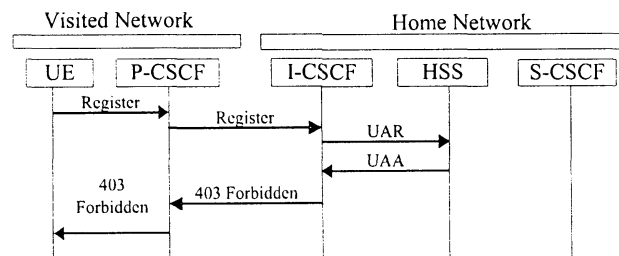 Visited Network
Home Network
UE
P-CSCF
I-CSCF
HSS
S-CSCF
Register
Register
UAR
UAA
403
Forbidden
403 Forbidden